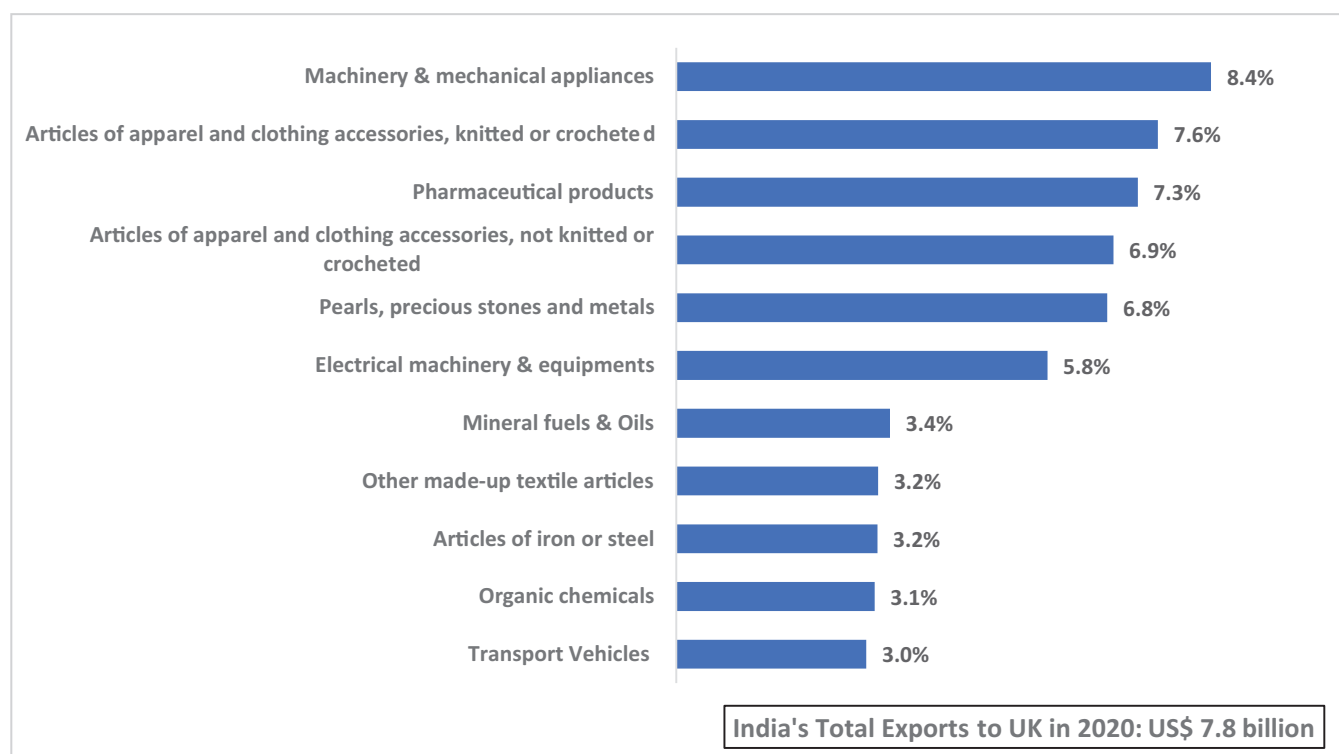 Machinery & mechanical appliances 8.4%
Articles of apparel and clothing accessories, knitted or crocheted 7.6%
Pharmaceutical products 7.3%
Articles of apparel and clothing accessories, not knitted or
crocheted 6.9%
Pearls, precious stones and metals 6.8%
Electrical machinery & equipments 5.8%
Mineral fuels & Oils 3.4%
Other made-up textile articles 3.2%
Articles of iron or steel 3.2%
Organic chemicals 3.1%
Transport Vehicles 3.0%
India's Total Exports to UK in 2020: US$ 7.8 billion